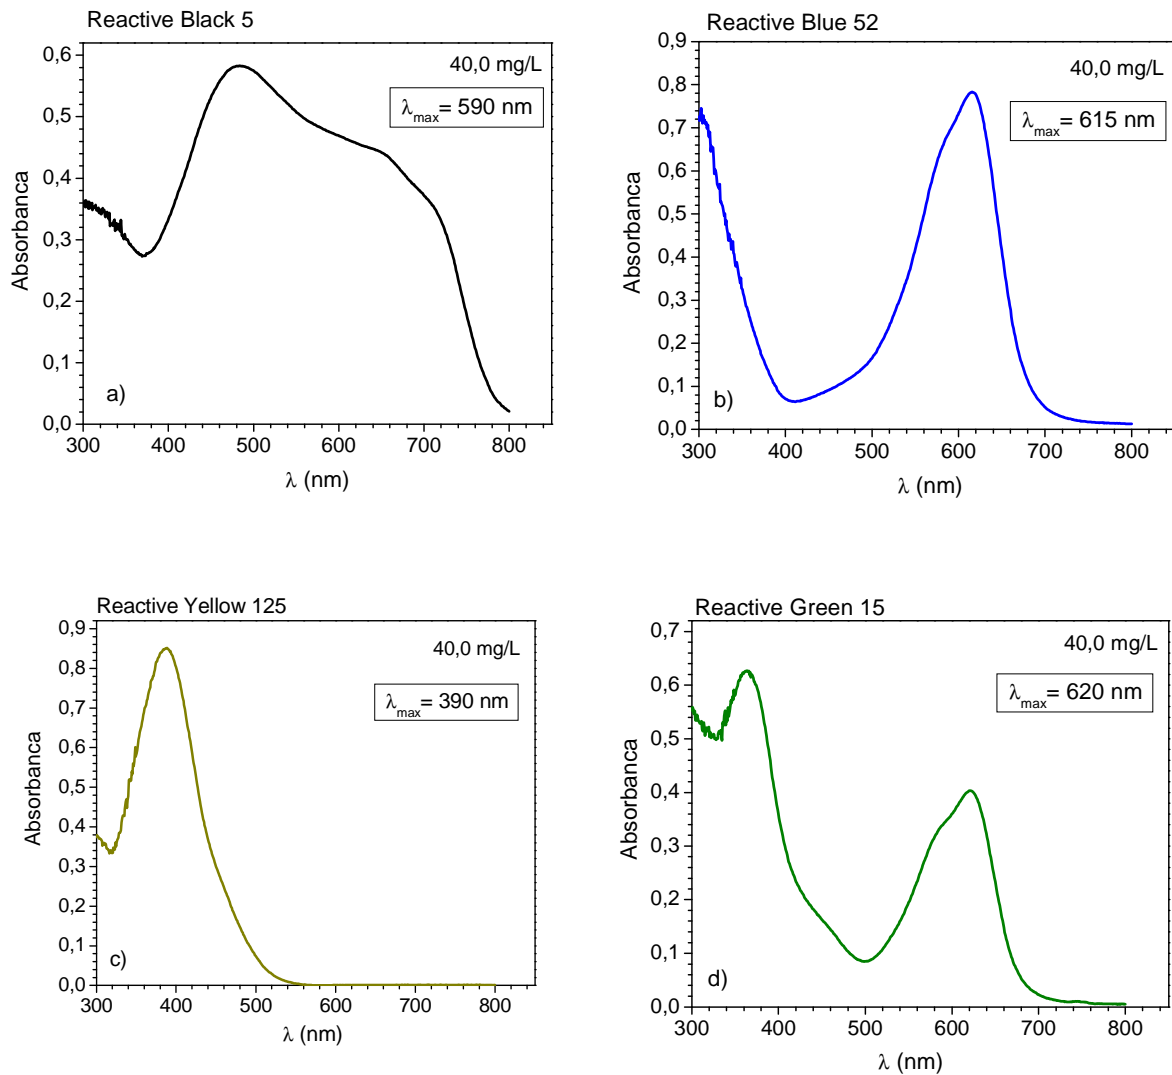 Reactive Black 5
40,0 mg/L
λmax= 590 nm
0,6
0,5
0,4
0,3
0,2
0,1
0,0
Absorbanca
a)
300 400 500 600 700 800
λ (nm)
Reactive Blue 52
40,0 mg/L
λmax= 615 nm
0,9
0,8
0,7
0,6
0,5
0,4
0,3
0,2
0,1
0,0
Absorbanca
b)
300 400 500 600 700 800
λ (nm)
Reactive Yellow 125
40,0 mg/L
λmax= 390 nm
0,9
0,8
0,7
0,6
0,5
0,4
0,3
0,2
0,1
0,0
Absorbanca
c)
300 400 500 600 700 800
λ (nm)
Reactive Green 15
40,0 mg/L
λmax= 620 nm
0,7
0,6
0,5
0,4
0,3
0,2
0,1
0,0
Absorbanca
d)
300 400 500 600 700 800
λ (nm)